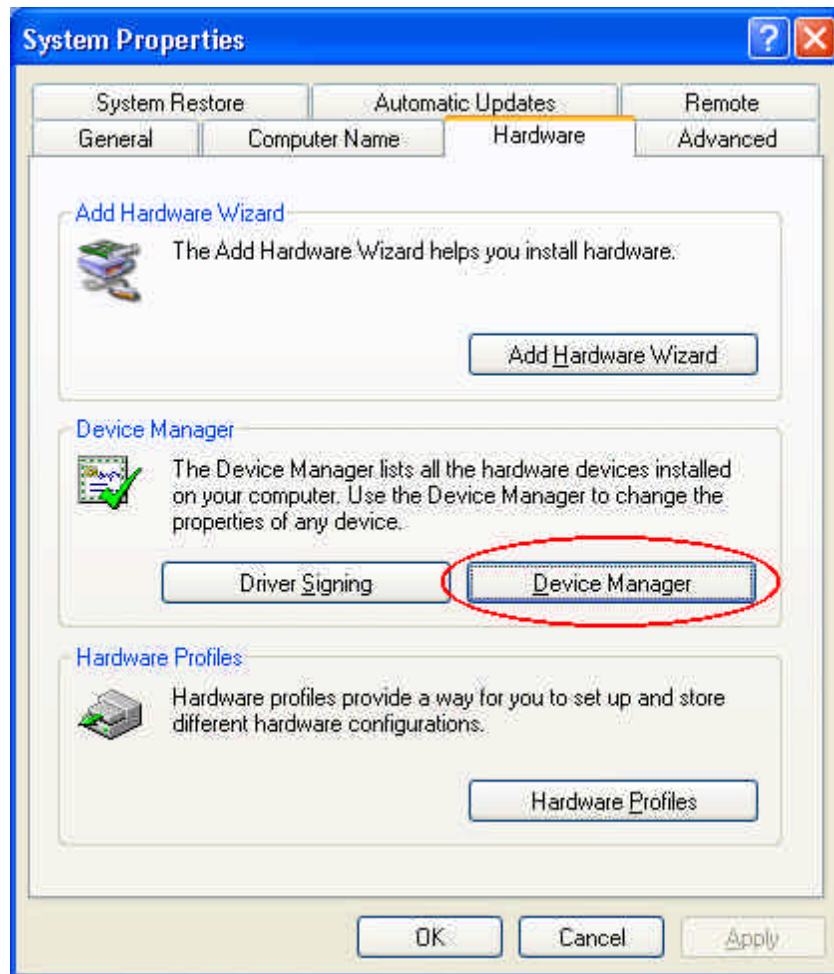 System Properties
System Restore
Automatic Updates
Remote
General
Computer Name
Hardware
Advanced
Add Hardware Wizard
The Add Hardware Wizard helps you install hardware.
Add Hardware Wizard
Device Manager
The Device Manager lists all the hardware devices installed
on your computer. Use the Device Manager to change the
properties of any device.
Driver Signing
Device Manager
Hardware Profiles
Hardware profiles provide a way for you to set up and store
different hardware configurations.
Hardware Profiles
OK
Cancel
Apply